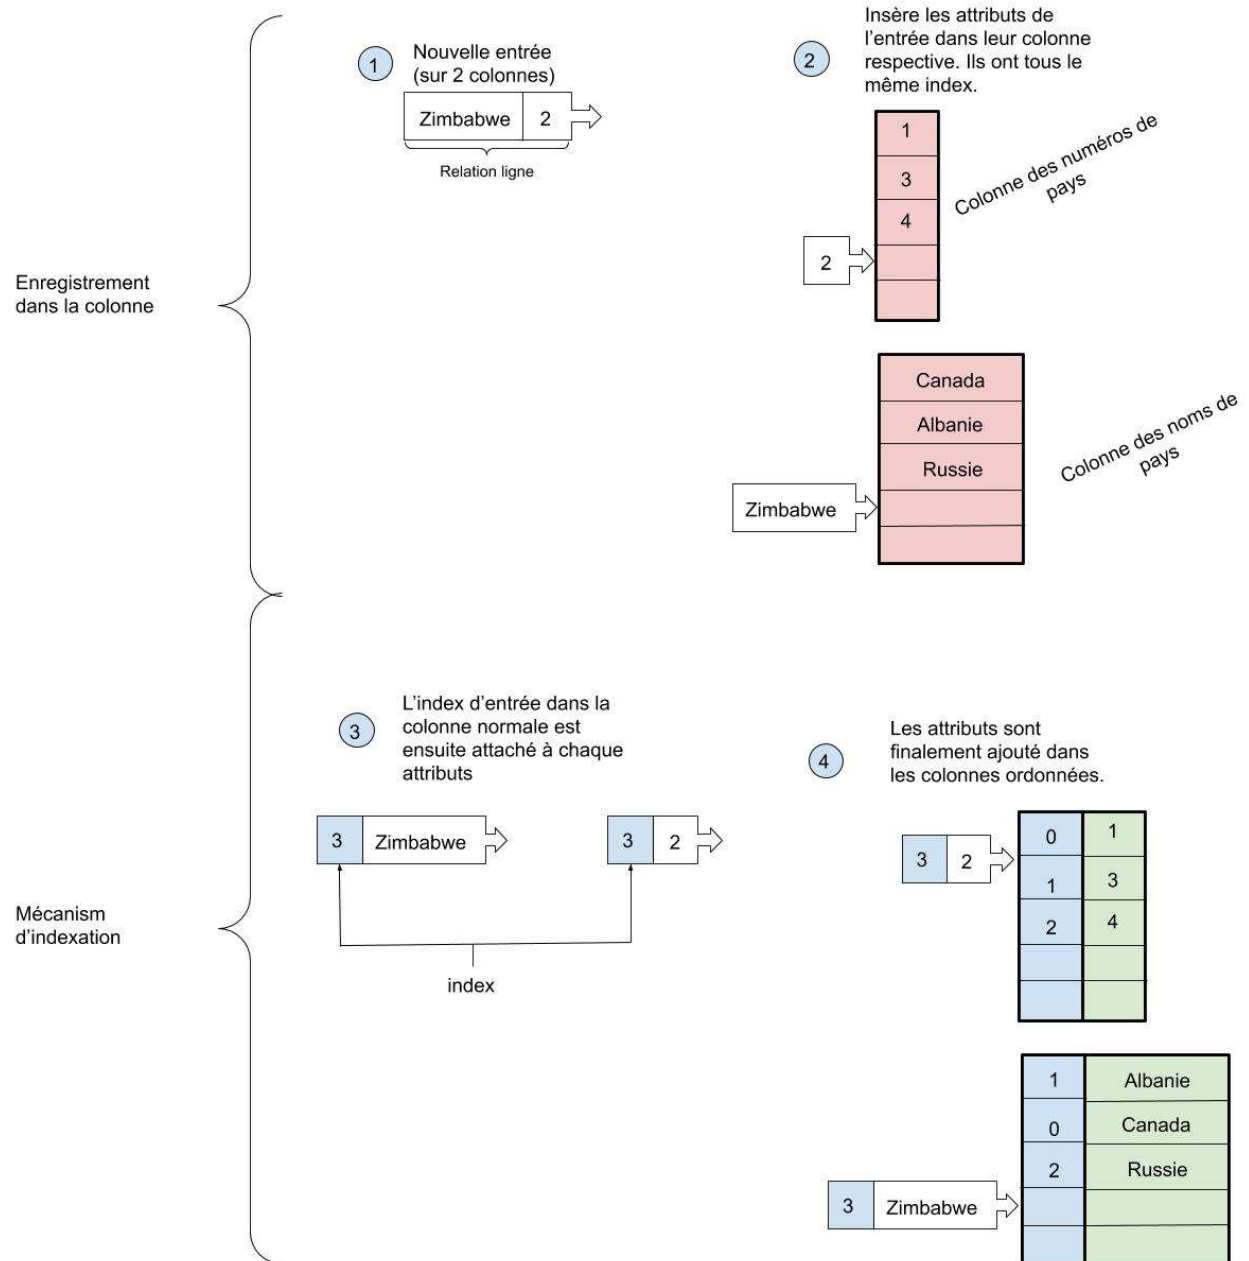 Enregistrement
dans la colonne
1
Nouvelle entrée
(sur 2 colonnes)
Zimbabwe 2
Relation ligne
2
Insère les attributs de
l'entrée dans leur colonne
respective. Ils ont tous le
même index.
1
3
4
2
Colonne des numéros de
pays
Canada
Albanie
Russie
Zimbabwe
Colonne des noms de
pays
Mécanism
d'indexation
3
L'index d'entrée dans la
colonne normale est
ensuite attaché à chaque
attributs
3 Zimbabwe
3 2
index
4
Les attributs sont
finalement ajouté dans
les colonnes ordonnées.
3 2
0 1
1 3
2 4
1 Albanie
0 Canada
2 Russie
3 Zimbabwe